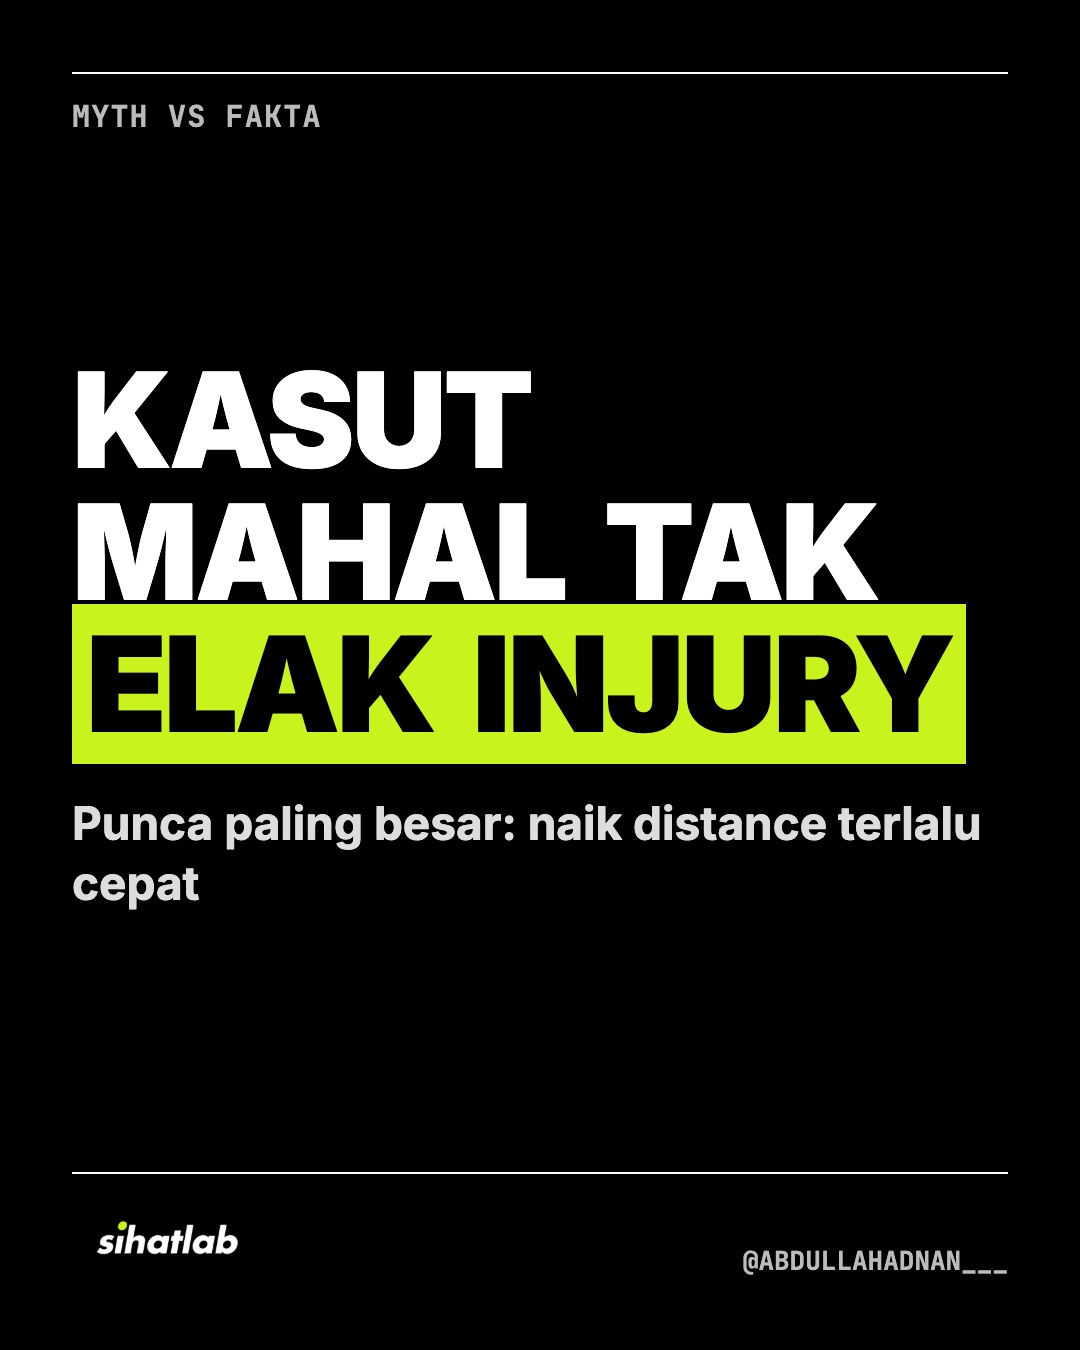 MYTH VS FAKTA
KASUT
MAHAL TAK
ELAK INJURY
Punca paling besar: naik distance terlalu
cepat
sihatlab
@ABDULLAHADNAN___